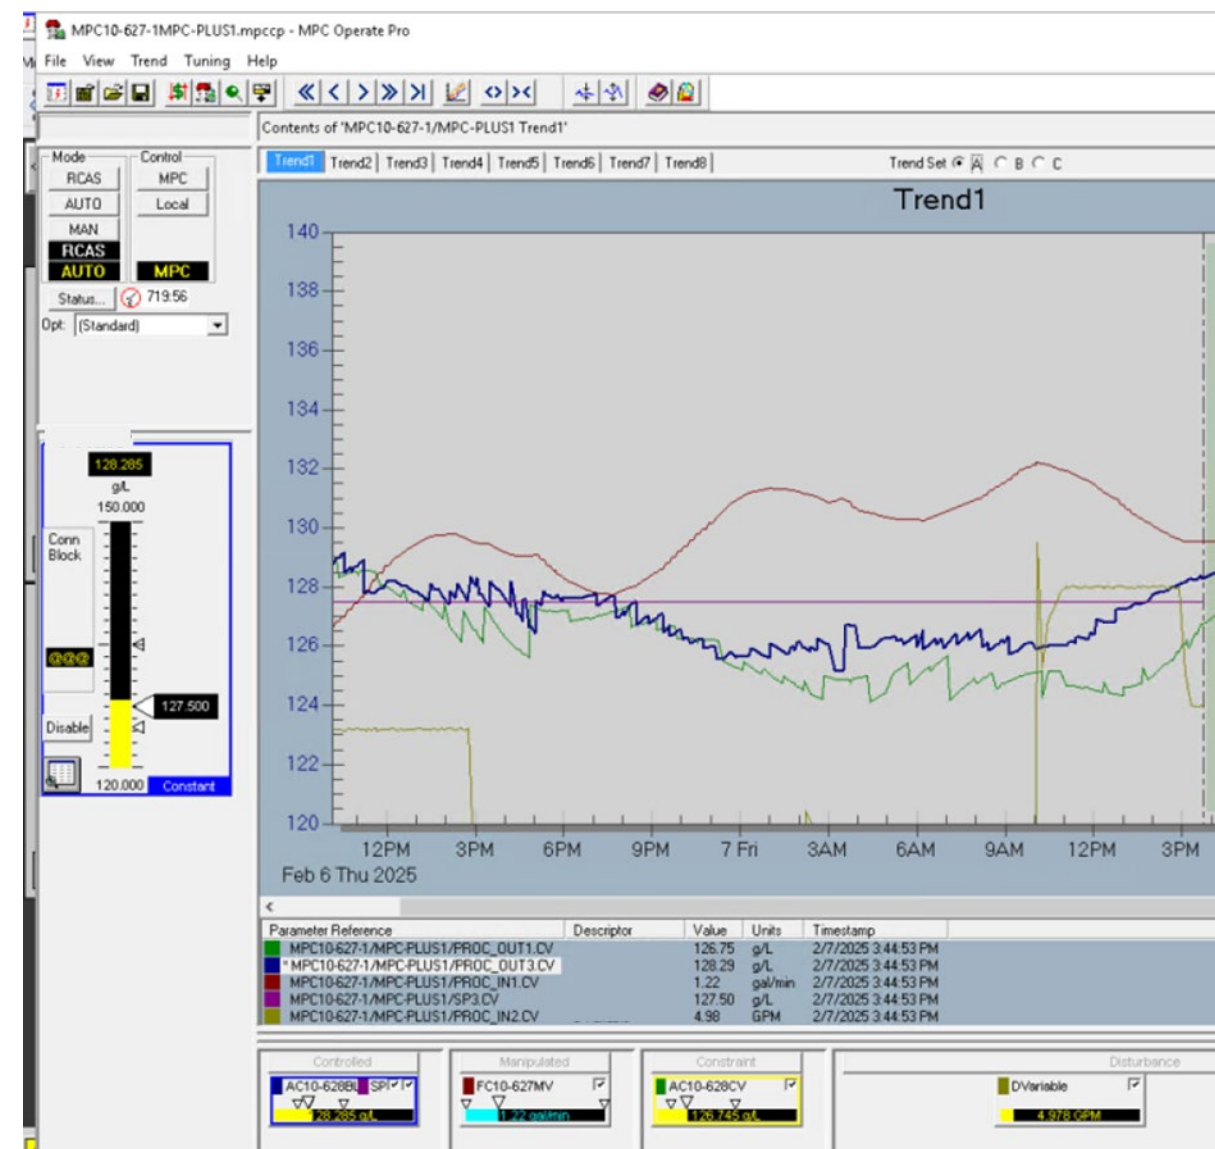 MPC10-627-1MPC-PLUS1.mpccp - MPC Operate Pro
File View Trend Tuning Help
Contents of 'MPC10-627-1/MPC-PLUS1 Trend1'
Mode Control
RCAS MPC
AUTO Local
MAN
RCAS
AUTO MPC
Status... 719:56
Opt: (Standard)
Trend1 Trend2 Trend3 Trend4 Trend5 Trend6 Trend7 Trend8 Trend Set A B C
Trend1
140
138
136
134
132
130
128
126
124
122
120
12PM 3PM 6PM 9PM 7 Fri 3AM 6AM 9AM 12PM 3PM
Feb 6 Thu 2025
128.285
g/L
150.000
Conn
Block
@@@
127.500
Disable
120.000 Constant
<
Parameter Reference Descriptor Value Units Timestamp
MPC10-627-1/MPC-PLUS1/PROC_OUT1.CV 126.75 g/L 2/7/2025 3:44:53 PM
* MPC10-627-1/MPC-PLUS1/PROC_OUT3.CV 128.29 g/L 2/7/2025 3:44:53 PM
MPC10-627-1/MPC-PLUS1/PROC_IN1.CV 1.22 gal/min 2/7/2025 3:44:53 PM
MPC10-627-1/MPC-PLUS1/SP3.CV 127.50 g/L 2/7/2025 3:44:53 PM
MPC10-627-1/MPC-PLUS1/PROC_IN2.CV 4.98 GPM 2/7/2025 3:44:53 PM
Controlled Manipulated Constraint Disturbance
AC10-628BL SP FC10-627MV AC10-628CV DVariable
28.285 g/L 1.22 gal/min 126.745 g/L 4.978 GPM